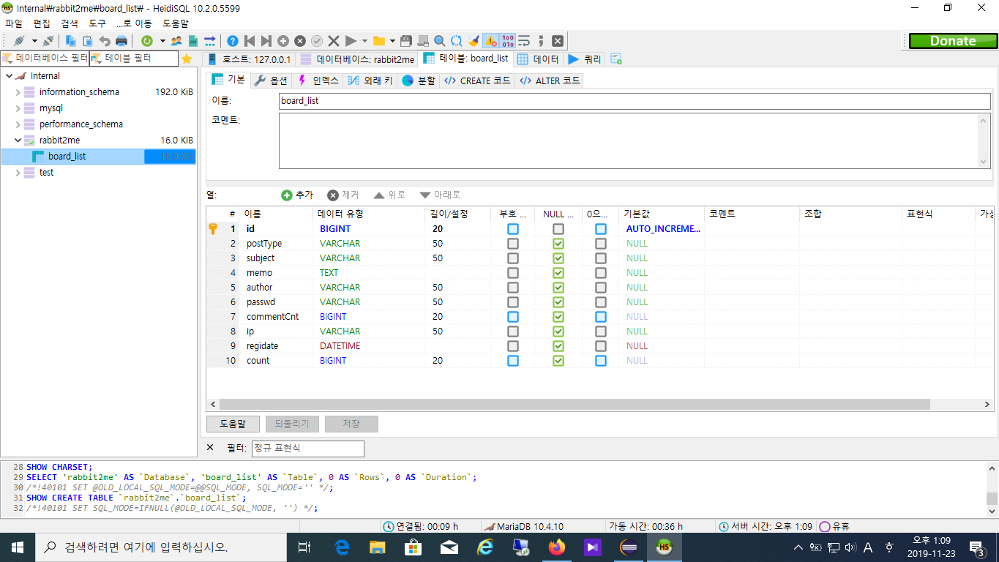 Internal\rabbit2me\board_list\ - HeidiSQL 10.2.0.5599
파일 편집 검색 도구 ...로 이동 도움말
Donate
데이터베이스 필터 테이블 필터
호스트: 127.0.0.1 데이터베이스: rabbit2me 테이블: board_list 데이터 쿼리
Internal
information_schema 192.0 KiB
mysql
performance_schema
rabbit2me 16.0 KiB
board_list 16.0 KiB
test
기본 옵션 인덱스 외래 키 분할 CREATE 코드 ALTER 코드
이름: board_list
코멘트:
열: 추가 제거 위로 아래로
# 이름 데이터 유형 길이/설정 부호 ... NULL ... 0으... 기본값 코멘트 조합 표현식 가상
1 id BIGINT 20 AUTO_INCREME...
2 postType VARCHAR 50 NULL
3 subject VARCHAR 50 NULL
4 memo TEXT NULL
5 author VARCHAR 50 NULL
6 passwd VARCHAR 50 NULL
7 commentCnt BIGINT 20 NULL
8 ip VARCHAR 50 NULL
9 regidate DATETIME NULL
10 count BIGINT 20 NULL
도움말 되돌리기 저장
필터: 정규 표현식
28 SHOW CHARSET;
29 SELECT 'rabbit2me' AS `Database`, 'board_list' AS `Table`, 0 AS `Rows`, 0 AS `Duration`;
30 /*!40101 SET @OLD_LOCAL_SQL_MODE=@@SQL_MODE, SQL_MODE='' */;
31 SHOW CREATE TABLE `rabbit2me`.`board_list`;
32 /*!40101 SET SQL_MODE=IFNULL(@OLD_LOCAL_SQL_MODE, '') */;
연결됨: 00:09 h MariaDB 10.4.10 가동 시간: 00:36 h 서버 시간: 오후 1:09 유휴
검색하려면 여기에 입력하십시오.
A 한
오후 1:09
2019-11-23
3